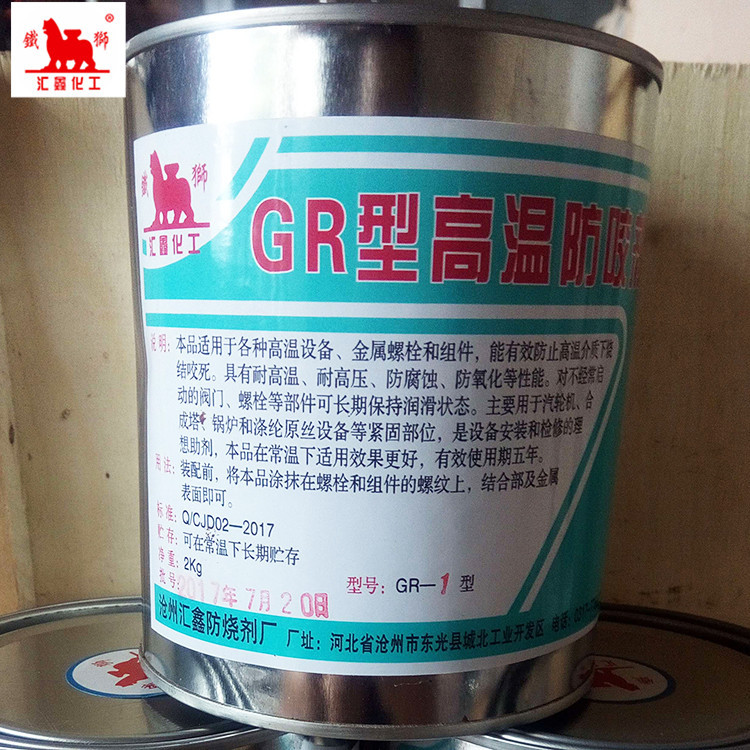 鐵 獅 ®
汇鑫化工
鐵 獅
汇鑫化工
GR型高温防咬剂
说明：本品适用于各种高温设备、金属螺栓和组件，能有效防止高温介质下烧
结咬死。具有耐高温、耐高压、防腐蚀、防氧化等性能。对不经常启
动的阀门、螺栓等部件可长期保持润滑状态。主要用于汽轮机、合
成塔、锅炉和涤纶原丝设备等紧固部位，是设备安装和检修的理
想助剂，本品在常温下适用效果更好，有效使用期五年。
用法：装配前，将本品涂抹在螺栓和组件的螺纹上，结合部及金属
表面即可。
标准：Q/CJD02—2017
贮存：可在常温下长期贮存
净重：2Kg
型号：GR—1型
批号：2017年7月20日
沧州汇鑫防烧剂厂 厂址：河北省沧州市东光县城北工业开发区 电话：0317-7